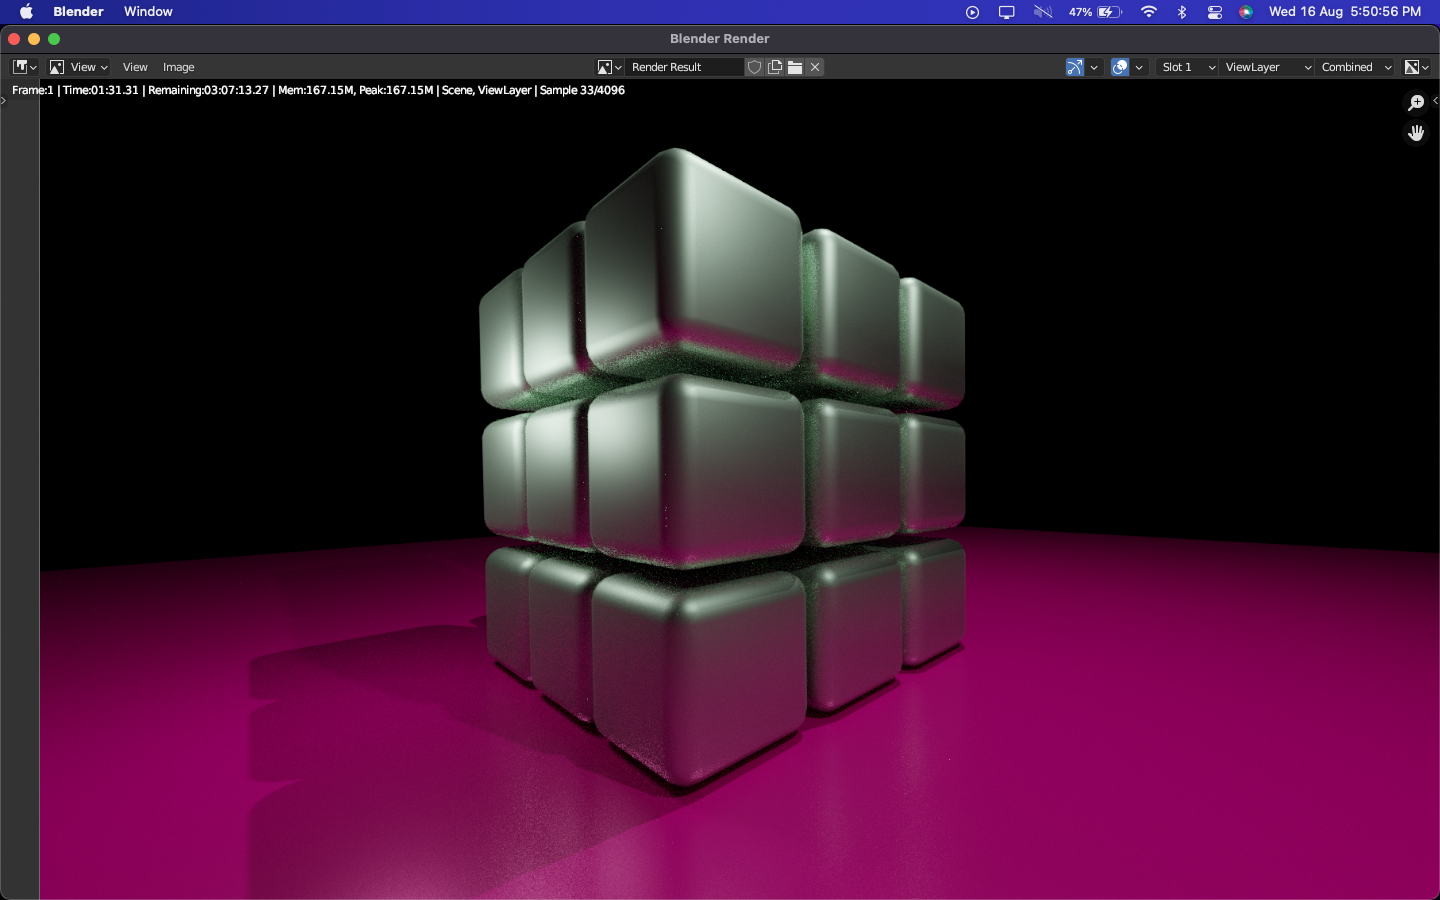 Blender Window 47% Wed 16 Aug 5:50:56 PM
Blender Render
View View Image Render Result Slot 1 ViewLayer Combined
Frame:1 | Time:01:31.31 | Remaining:03:07:13.27 | Mem:167.15M, Peak:167.15M | Scene, ViewLayer | Sample 33/4096